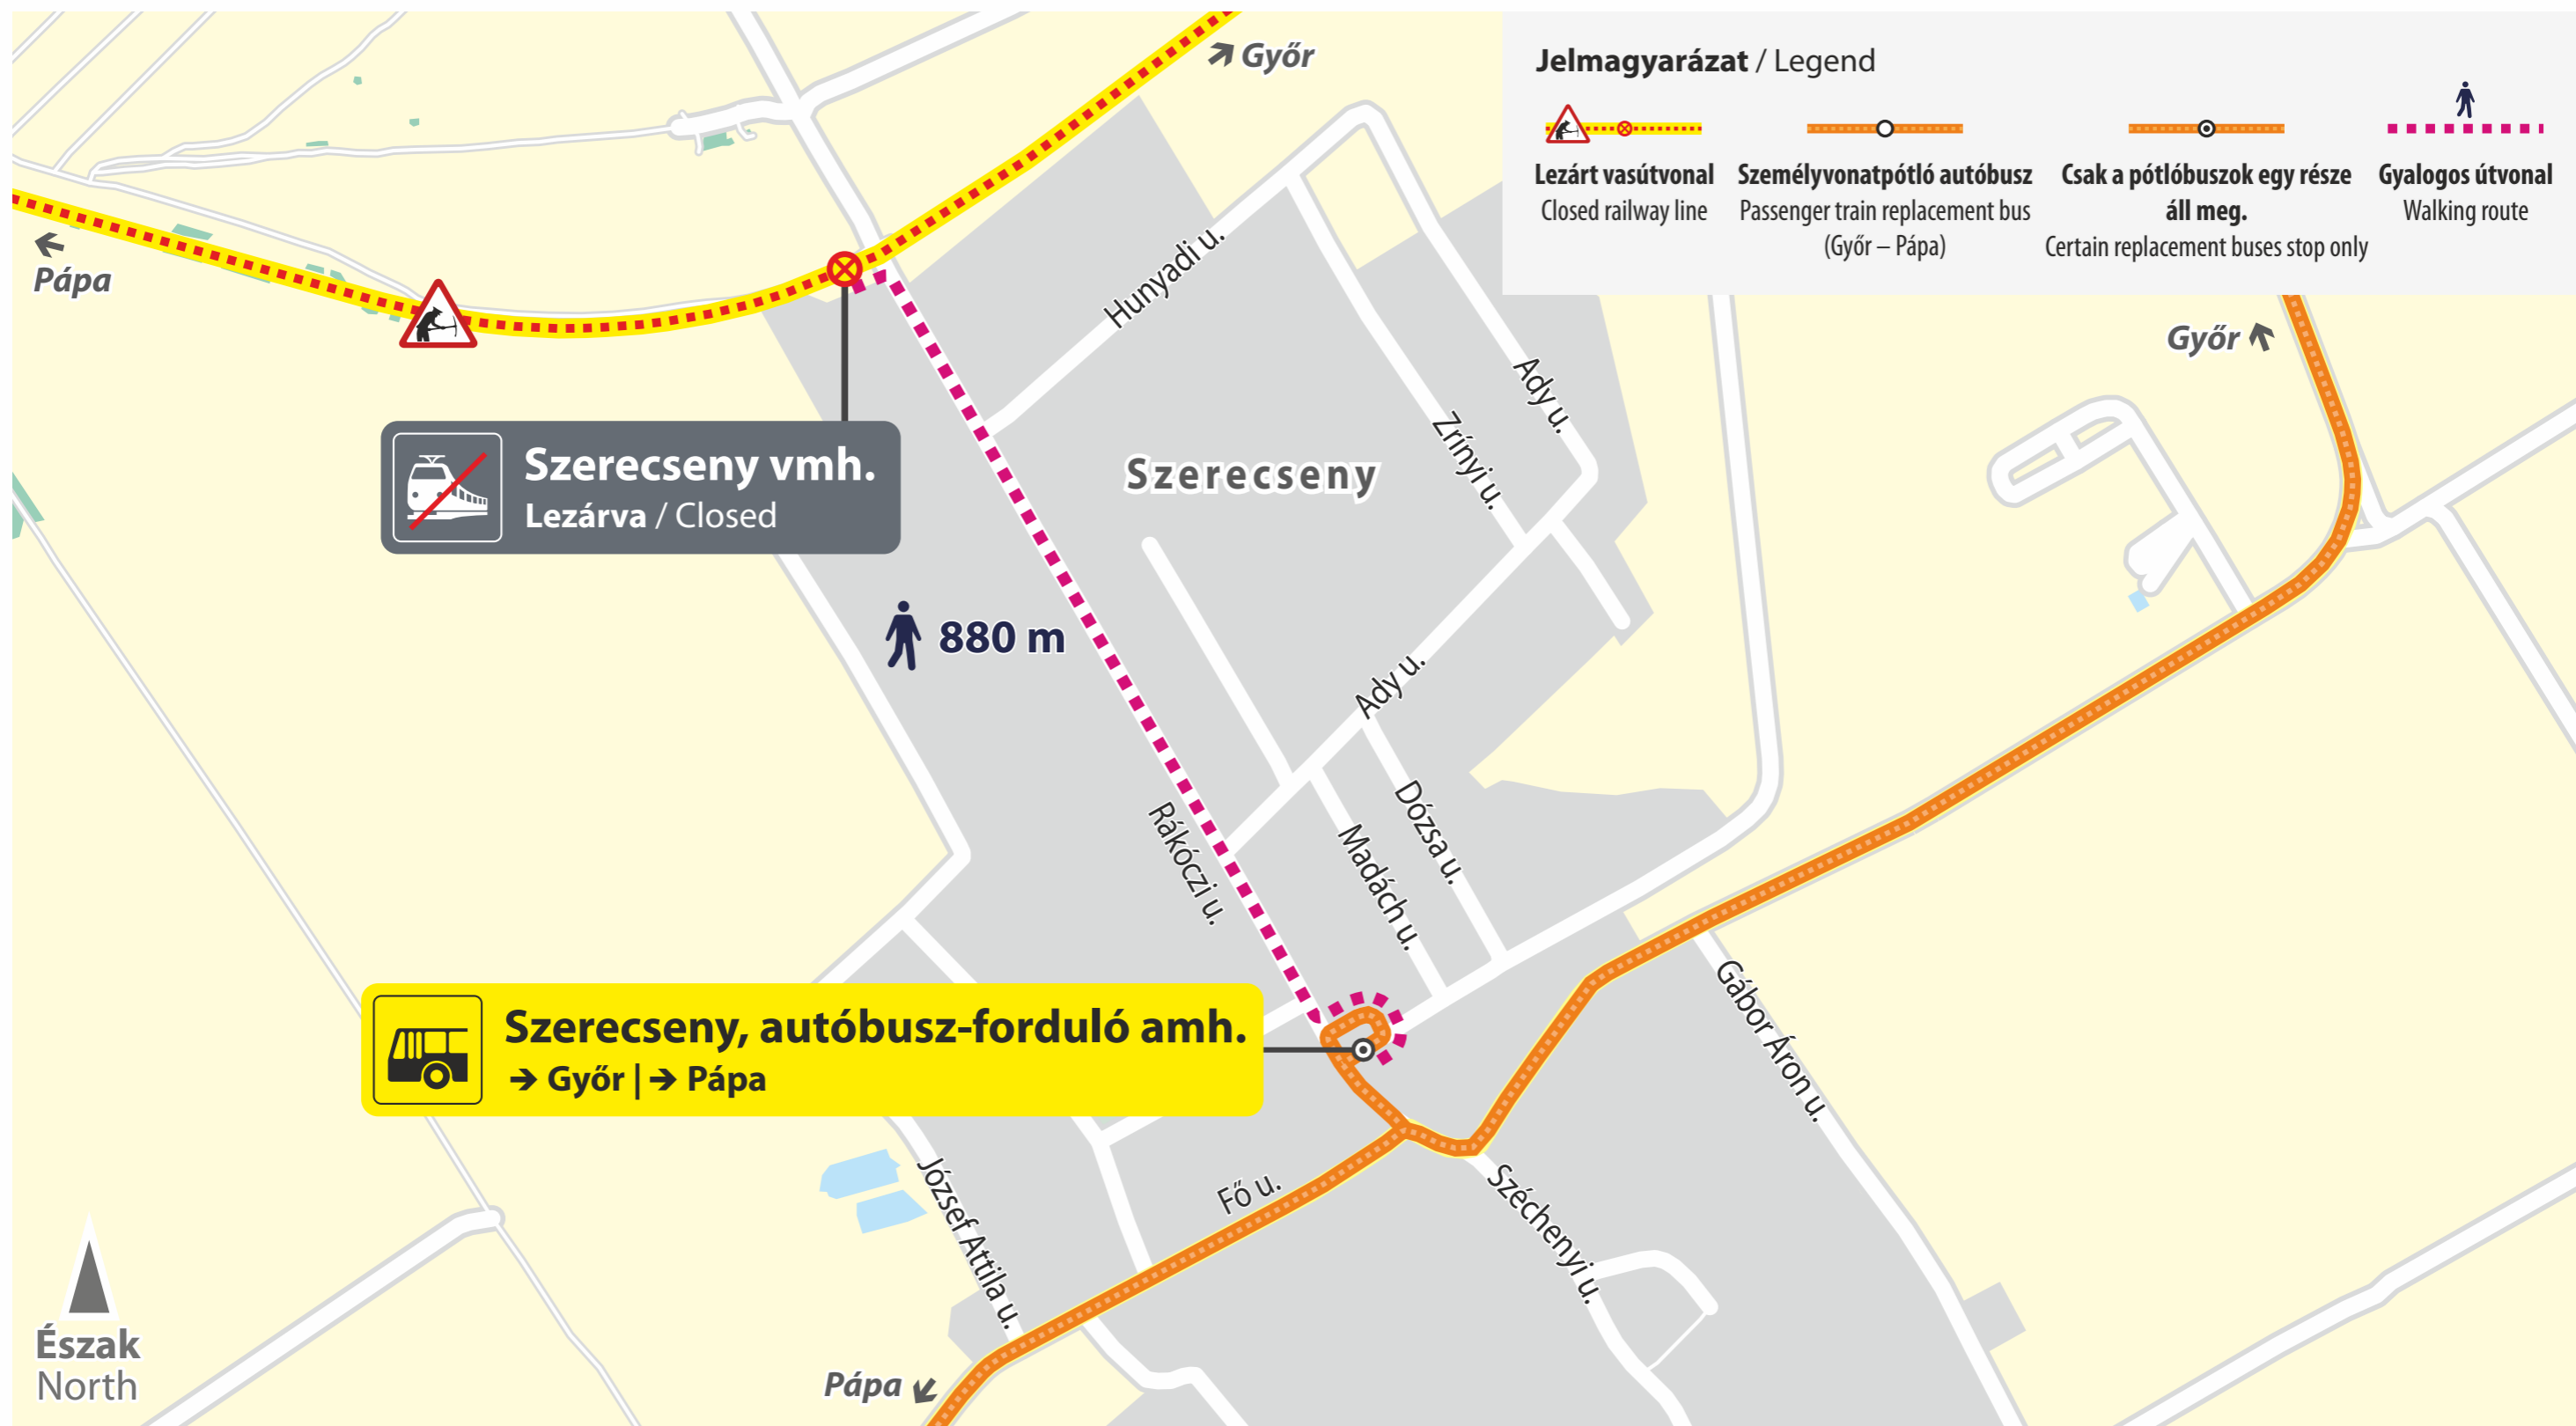 Győr
Jelmagyarázat / Legend
Lezárt vasútvonal
Closed railway line
Személyvonatpótló autóbusz
Passenger train replacement bus
(Győr – Pápa)
Csak a pótlóbuszok egy része
áll meg.
Certain replacement buses stop only
Gyalogos útvonal
Walking route
Pápa
Hunyadi u.
Győr
Ady u.
Zrínyi u.
Szerecseny vmh.
Lezárva / Closed
Szerecseny
880 m
Ady u.
Rákóczi u.
Dózsa u.
Madách u.
Gábor Áron u.
Szerecseny, autóbusz-forduló amh.
➔ Győr | ➔ Pápa
József Attila u.
Fő u.
Széchenyi u.
Észak
North
Pápa